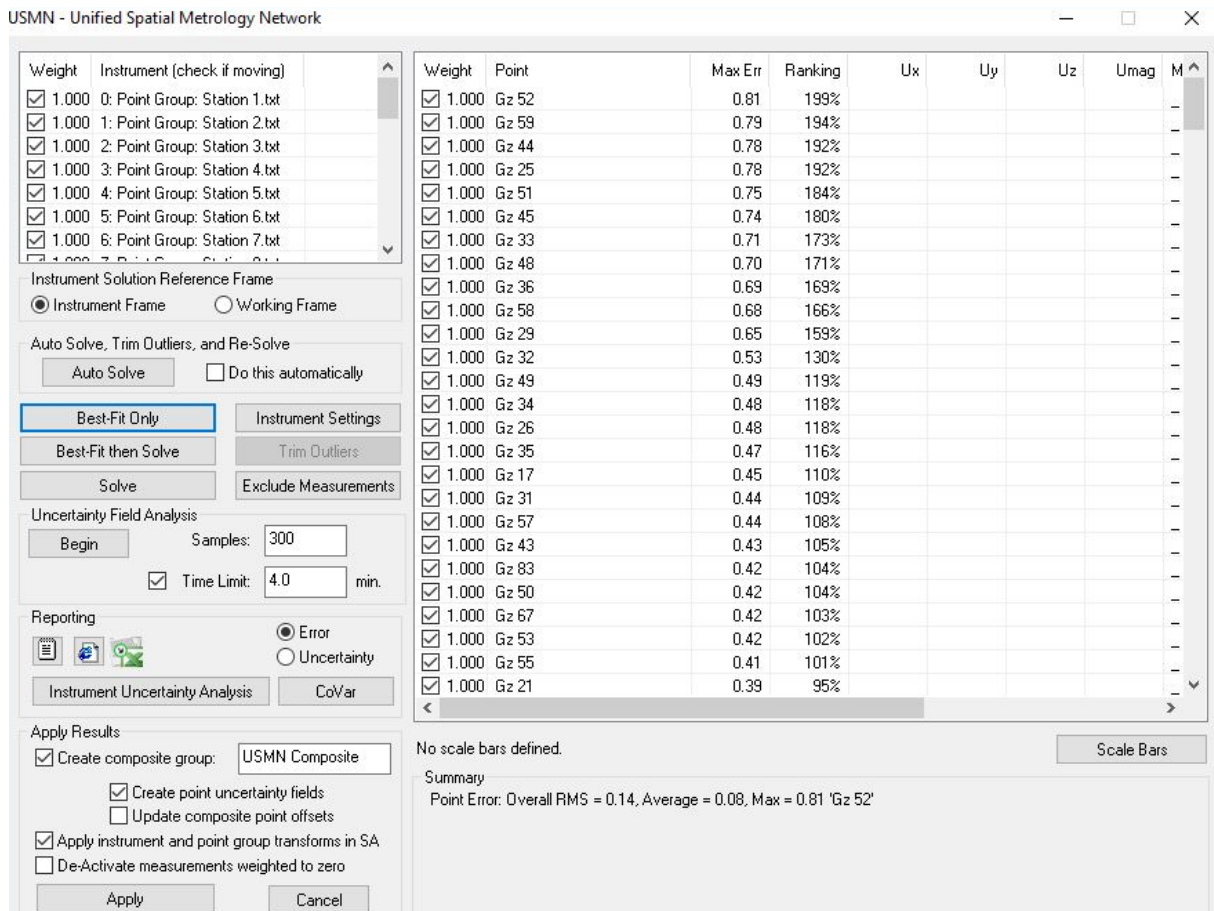 USMN - Unified Spatial Metrology Network
Weight Instrument (check if moving)
1.000 0: Point Group: Station 1.txt
1.000 1: Point Group: Station 2.txt
1.000 2: Point Group: Station 3.txt
1.000 3: Point Group: Station 4.txt
1.000 4: Point Group: Station 5.txt
1.000 5: Point Group: Station 6.txt
1.000 6: Point Group: Station 7.txt
Instrument Solution Reference Frame
Instrument Frame Working Frame
Auto Solve, Trim Outliers, and Re-Solve
Auto Solve Do this automatically
Best-Fit Only Instrument Settings
Best-Fit then Solve Trim Outliers
Solve Exclude Measurements
Uncertainty Field Analysis
Begin Samples: 300
Time Limit: 4.0 min.
Reporting
Error
Uncertainty
Instrument Uncertainty Analysis CoVar
Apply Results
Create composite group: USMN Composite
Create point uncertainty fields
Update composite point offsets
Apply instrument and point group transforms in SA
De-Activate measurements weighted to zero
Apply Cancel
Weight Point Max Err Ranking Ux Uy Uz Umag M
1.000 Gz 52 0.81 199% _
1.000 Gz 59 0.79 194% _
1.000 Gz 44 0.78 192% _
1.000 Gz 25 0.78 192% _
1.000 Gz 51 0.75 184% _
1.000 Gz 45 0.74 180% _
1.000 Gz 33 0.71 173% _
1.000 Gz 48 0.70 171% _
1.000 Gz 36 0.69 169% _
1.000 Gz 58 0.68 166% _
1.000 Gz 29 0.65 159% _
1.000 Gz 32 0.53 130% _
1.000 Gz 49 0.49 119% _
1.000 Gz 34 0.48 118% _
1.000 Gz 26 0.48 118% _
1.000 Gz 35 0.47 116% _
1.000 Gz 17 0.45 110% _
1.000 Gz 31 0.44 109% _
1.000 Gz 57 0.44 108% _
1.000 Gz 43 0.43 105% _
1.000 Gz 83 0.42 104% _
1.000 Gz 50 0.42 104% _
1.000 Gz 67 0.42 103% _
1.000 Gz 53 0.42 102% _
1.000 Gz 55 0.41 101% _
1.000 Gz 21 0.39 95% _
No scale bars defined. Scale Bars
Summary
Point Error: Overall RMS = 0.14, Average = 0.08, Max = 0.81 'Gz 52'